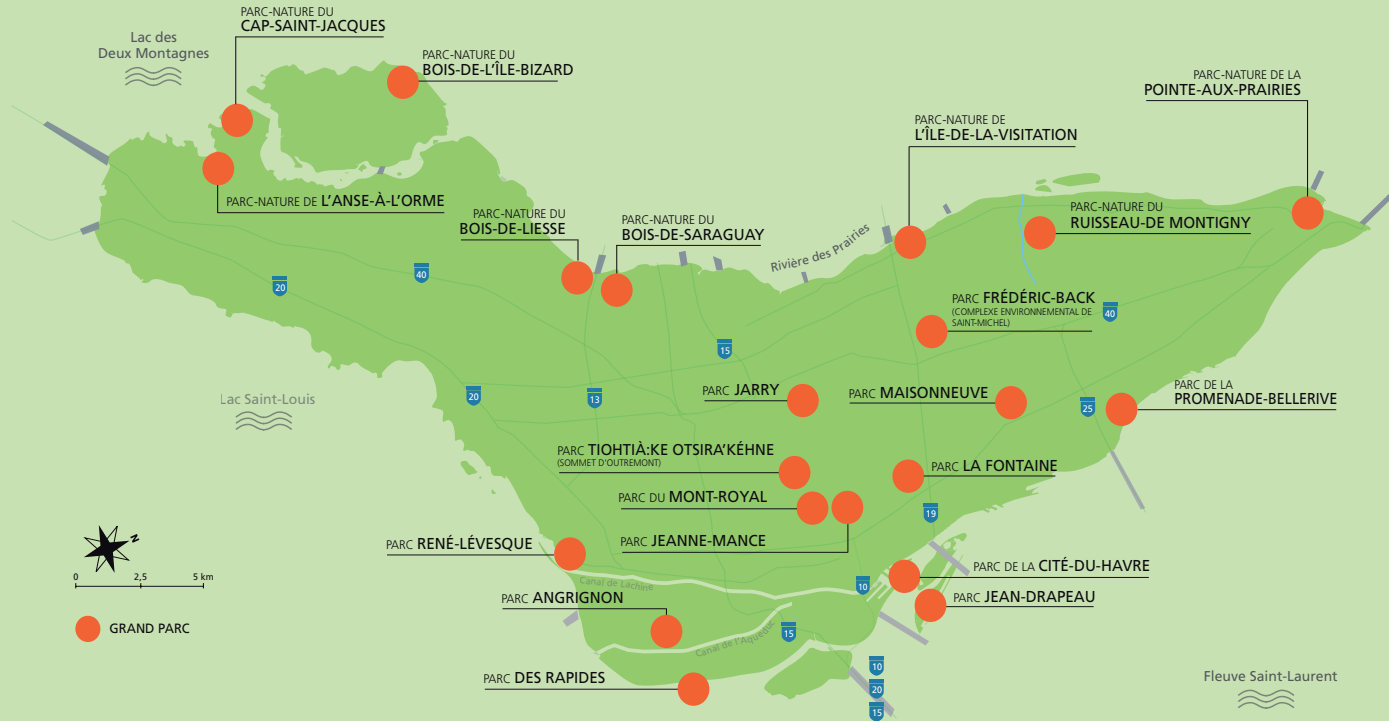 PARC-NATURE DU
CAP-SAINT-JACQUES
Lac des
Deux Montagnes
PARC-NATURE DU
BOIS-DE-L'ÎLE-BIZARD
PARC-NATURE DE LA
POINTE-AUX-PRAIRIES
PARC-NATURE DE
L'ÎLE-DE-LA-VISITATION
PARC-NATURE DE L'ANSE-À-L'ORME
PARC-NATURE DU
BOIS-DE-LIESSE
PARC-NATURE DU
BOIS-DE-SARAGUAY
Rivière des Prairies
PARC-NATURE DU
RUISSEAU-DE MONTIGNY
20
40
PARC FRÉDÉRIC-BACK
(COMPLEXE ENVIRONNEMENTAL DE
SAINT-MICHEL)
40
15
Lac Saint-Louis
20
13
PARC JARRY
PARC MAISONNEUVE
25
PARC DE LA
PROMENADE-BELLERIVE
PARC TIOHTIÀ:KE OTSIRA'KÉHNE
(SOMMET D'OUTREMONT)
PARC LA FONTAINE
PARC DU MONT-ROYAL
19
PARC JEANNE-MANCE
PARC RENÉ-LÉVESQUE
N
0 2,5 5 km
GRAND PARC
Canal de Lachine
10
PARC DE LA CITÉ-DU-HAVRE
PARC JEAN-DRAPEAU
PARC ANGRIGNON
Canal de l'Aqueduc
15
PARC DES RAPIDES
10
20
15
Fleuve Saint-Laurent